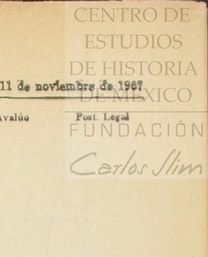 CENTRO DE
ESTUDIOS
DE HISTORIA
DE MÉXICO
11 de noviembre de 1967
Avalúo Post. Legal
FUNDACIÓN
Carlos Slim